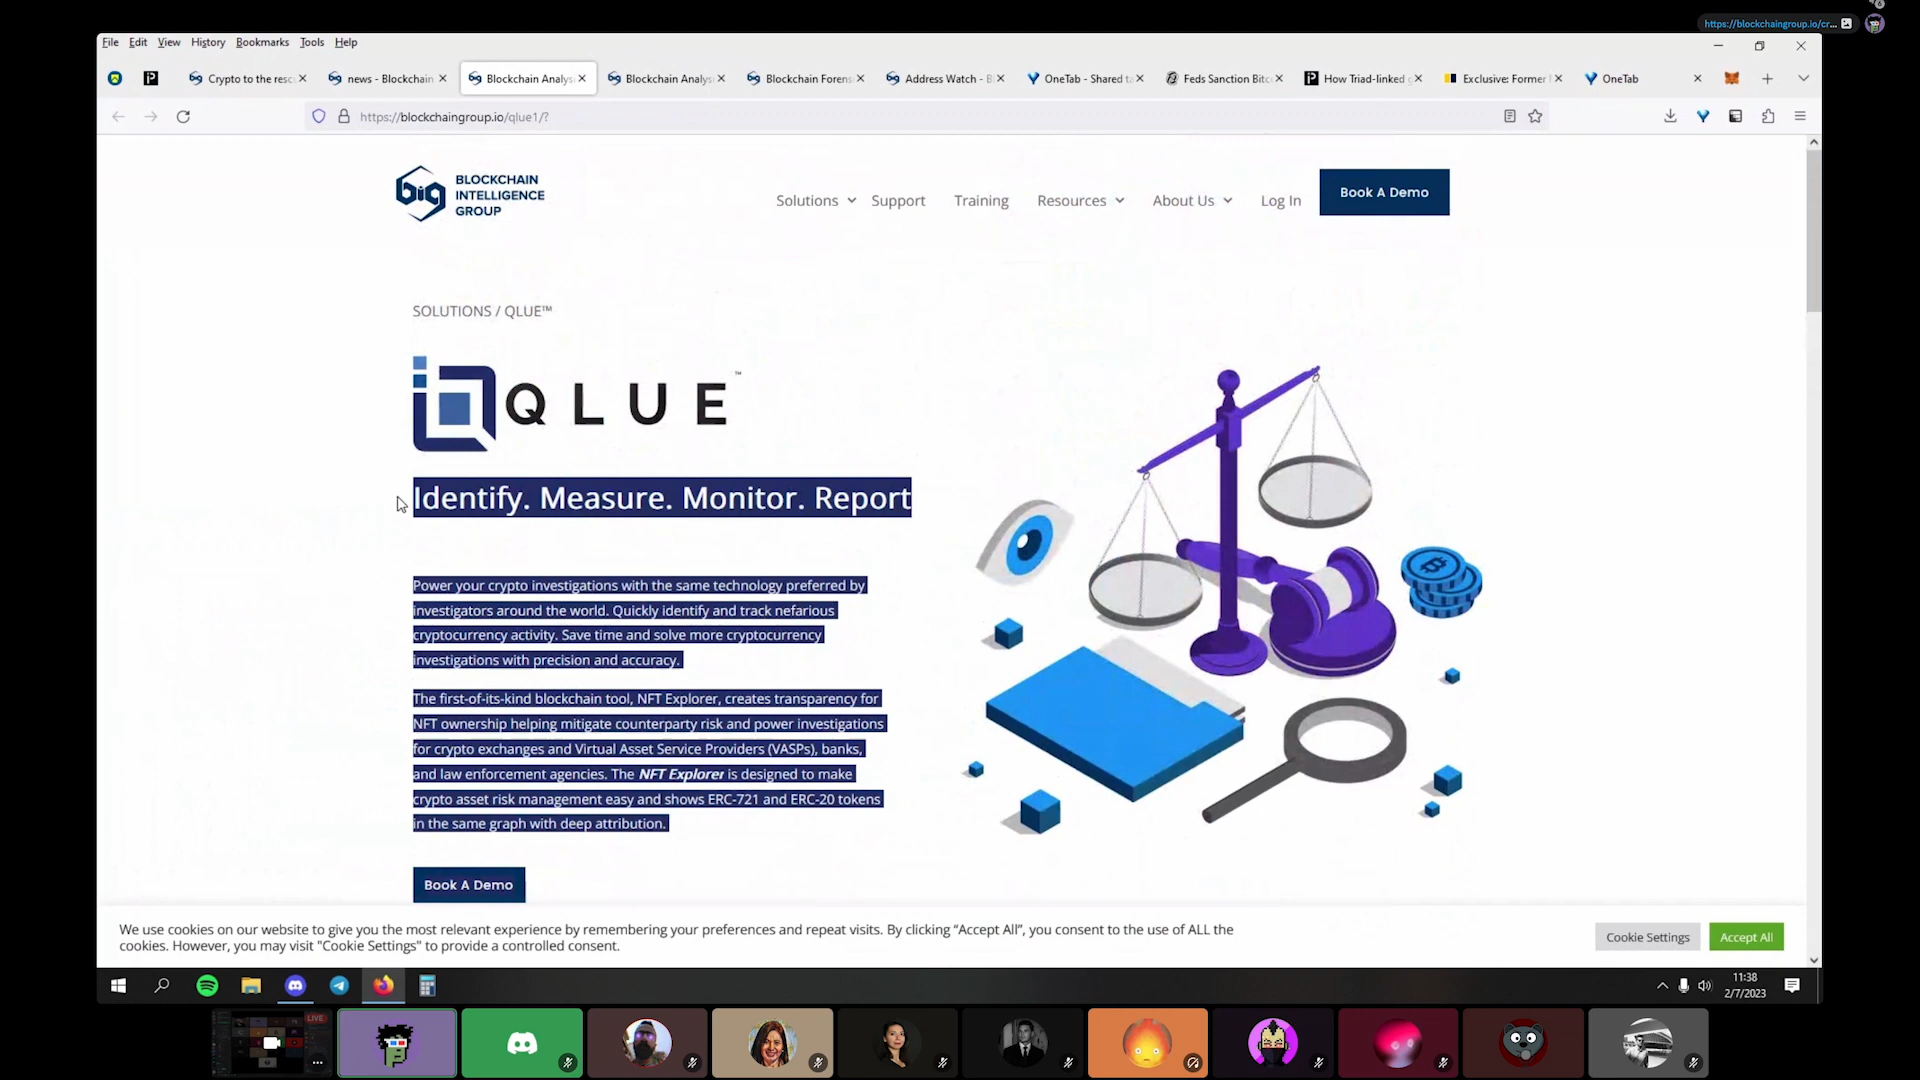 https://blockchaingroup.io/cr...
File Edit View History Bookmarks Tools Help
Crypto to the resc
news - Blockchain
Blockchain Analys
Blockchain Analys
Blockchain Forens
Address Watch - B
OneTab - Shared ta
Feds Sanction Bitc
How Triad-linked g
Exclusive: Former
OneTab
https://blockchaingroup.io/qlue1/?
big BLOCKCHAIN
INTELLIGENCE
GROUP
Solutions Support Training Resources About Us Log In Book A Demo
SOLUTIONS / QLUE™
QLUE™
Identify. Measure. Monitor. Report
Power your crypto investigations with the same technology preferred by
investigators around the world. Quickly identify and track nefarious
cryptocurrency activity. Save time and solve more cryptocurrency
investigations with precision and accuracy.
The first-of-its-kind blockchain tool, NFT Explorer, creates transparency for
NFT ownership helping mitigate counterparty risk and power investigations
for crypto exchanges and Virtual Asset Service Providers (VASPs), banks,
and law enforcement agencies. The NFT Explorer is designed to make
crypto asset risk management easy and shows ERC-721 and ERC-20 tokens
in the same graph with deep attribution.
Book A Demo
We use cookies on our website to give you the most relevant experience by remembering your preferences and repeat visits. By clicking “Accept All”, you consent to the use of ALL the
cookies. However, you may visit "Cookie Settings" to provide a controlled consent.
Cookie Settings
Accept All
11:38
2/7/2023
LIVE